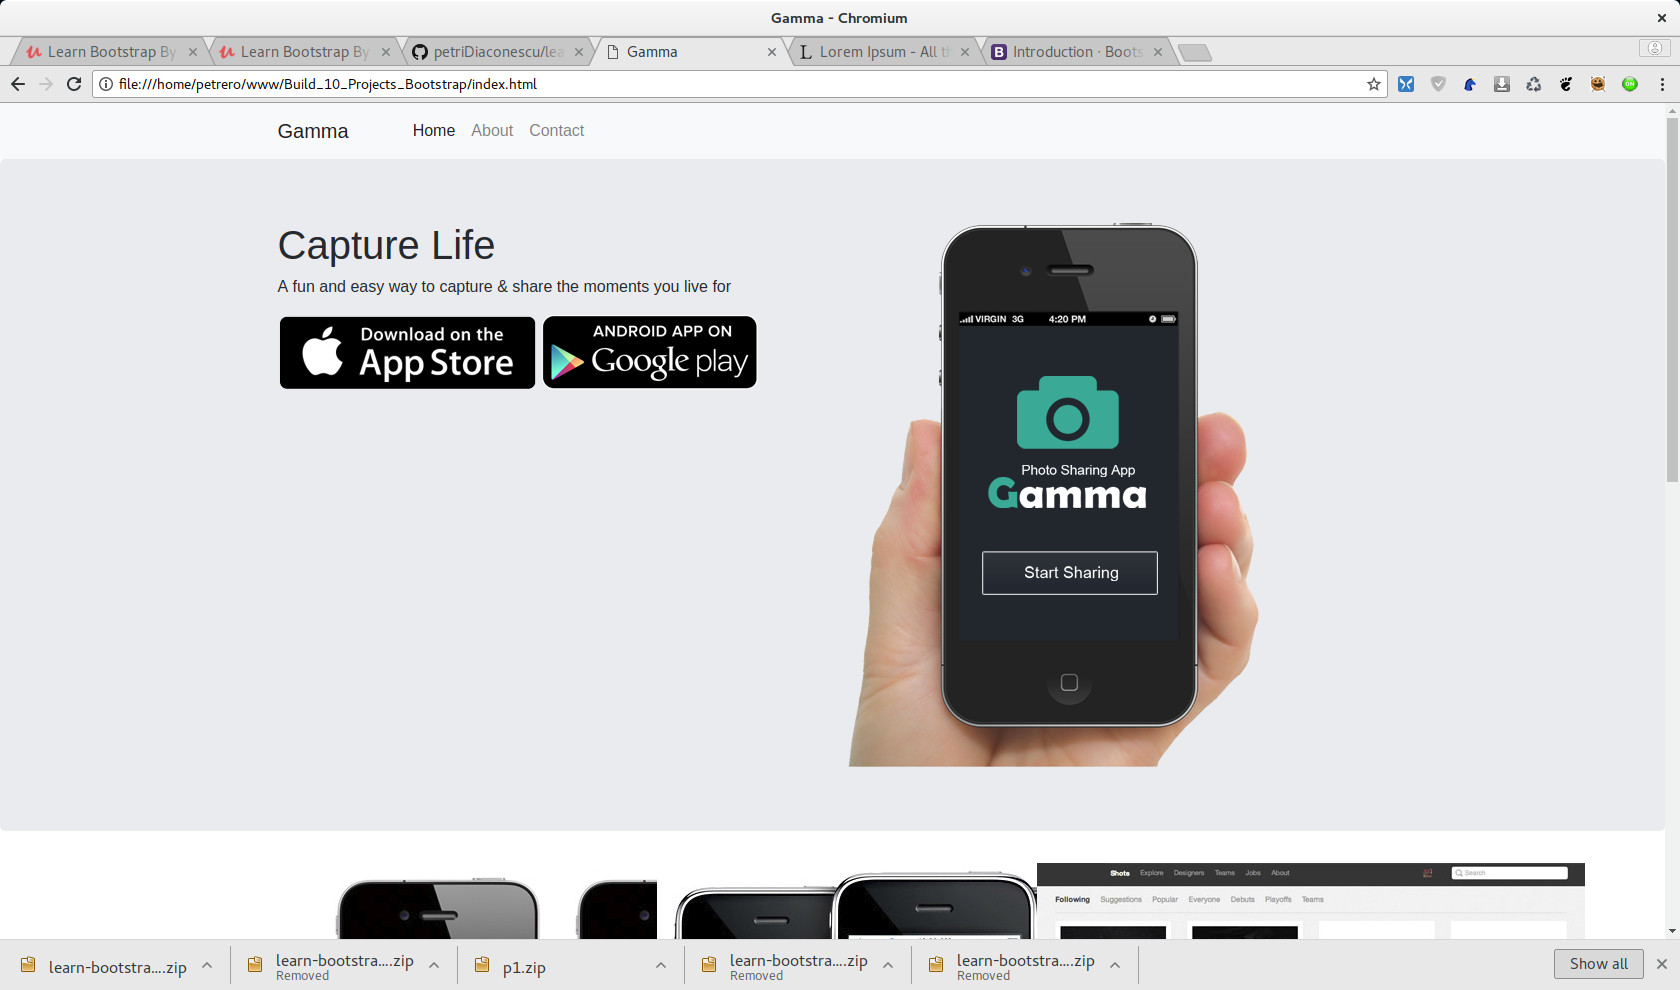 Gamma - Chromium
Learn Bootstrap By
Learn Bootstrap By
petriDiaconescu/lea
Gamma
Lorem Ipsum - All th
Introduction · Boots
file:///home/petrero/www/Build_10_Projects_Bootstrap/index.html
Gamma
Home
About
Contact
Capture Life
A fun and easy way to capture & share the moments you live for
Download on the
App Store
ANDROID APP ON
Google play
VIRGIN 3G 4:20 PM
Photo Sharing App
Gamma
Start Sharing
Shots Explore Designers Teams Jobs About
Search
Following Suggestions Popular Everyone Debuts Playoffs Teams
learn-bootstra....zip
learn-bootstra....zip
Removed
p1.zip
learn-bootstra....zip
Removed
learn-bootstra....zip
Removed
Show all